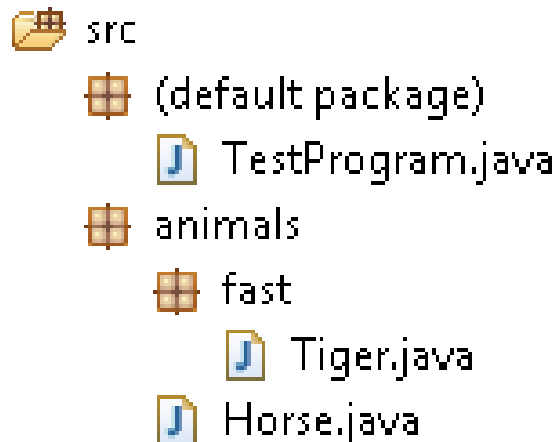 src
(default package)
TestProgram.java
animals
fast
Tiger.java
Horse.java